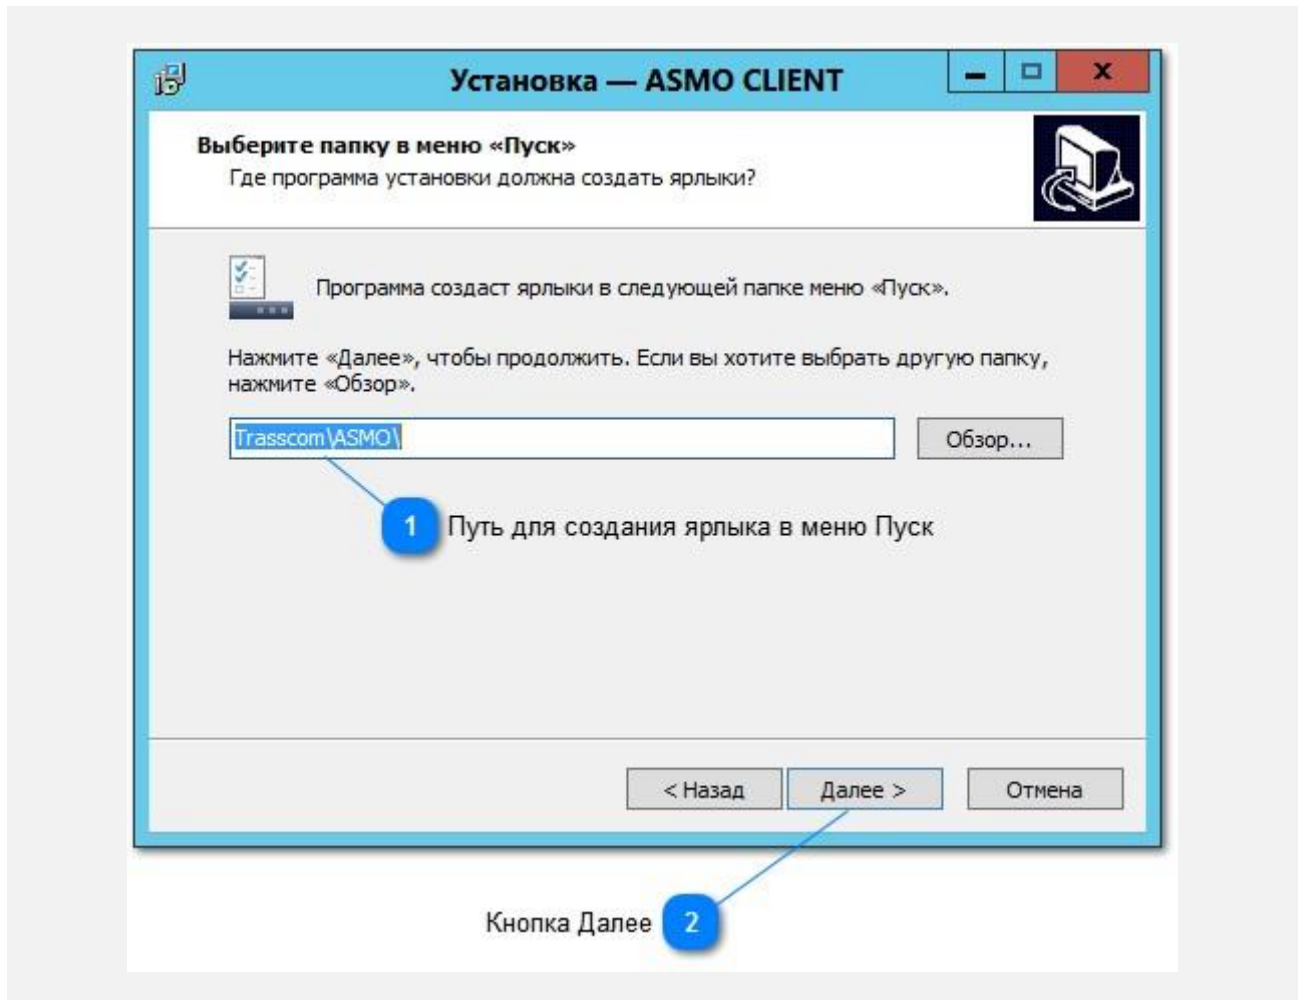 Установка — ASMO CLIENT
Выберите папку в меню «Пуск»
Где программа установки должна создать ярлыки?
Программа создаст ярлыки в следующей папке меню «Пуск».
Нажмите «Далее», чтобы продолжить. Если вы хотите выбрать другую папку,
нажмите «Обзор».
Trasscom\ASMO\
Обзор...
1 Путь для создания ярлыка в меню Пуск
< Назад Далее > Отмена
Кнопка Далее 2